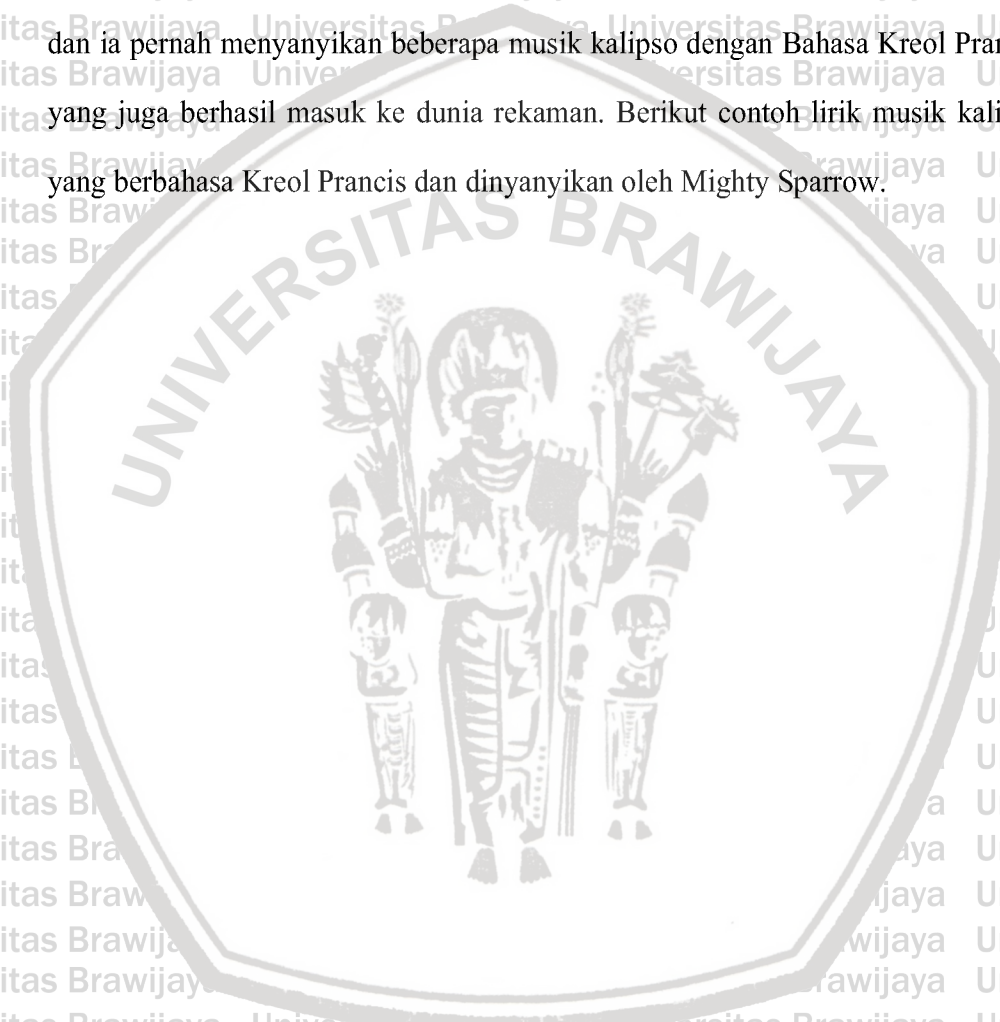 dan ia pernah menyanyikan beberapa musik kalipso dengan Bahasa Kreol
yang juga berhasil masuk ke dunia rekaman. Berikut contoh lirik musik
yang berbahasa Kreol Prancis dan dinyanyikan oleh Mighty Sparrow.
UNIVERSITAS BRAWIJAYA